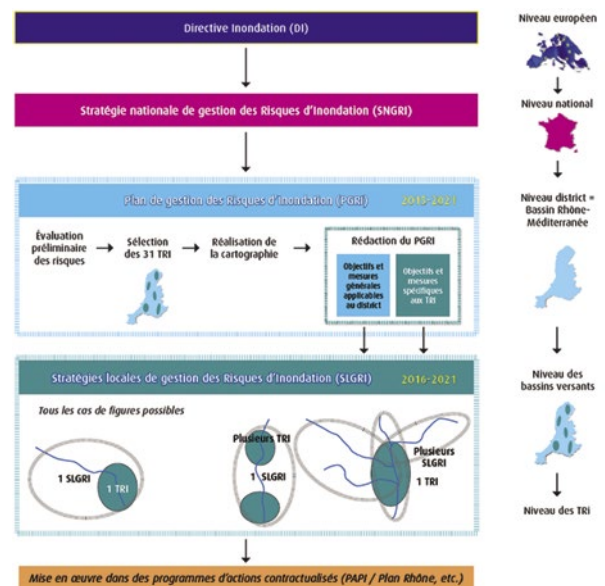 Directive Inondation (DI)
Stratégie nationale de gestion des Risques d'Inondation (SNGRI)
Plan de gestion des Risques d'Inondation (PGRI) 2015-2021
Évaluation
préliminaire
des risques
Sélection
des 31 TRI
Réalisation de
la cartographie
Rédaction du PGRI
Objectifs et
mesures
générales
applicables
au district
Objectifs et
mesures
spécifiques
aux TRI
Stratégies locales de gestion des Risques d'Inondation (SLGRI) 2016-2021
Tous les cas de figures possibles
1 SLGRI
1 TRI
Plusieurs TRI
1 SLGRI
Plusieurs
SLGRI
1 TRI
Mise en œuvre dans des programmes d'actions contractualisés (PAPI / Plan Rhône, etc.)
Niveau européen
Niveau national
Niveau district =
Bassin Rhône-
Méditerranée
Niveau des
bassins versants
Niveau des TRI